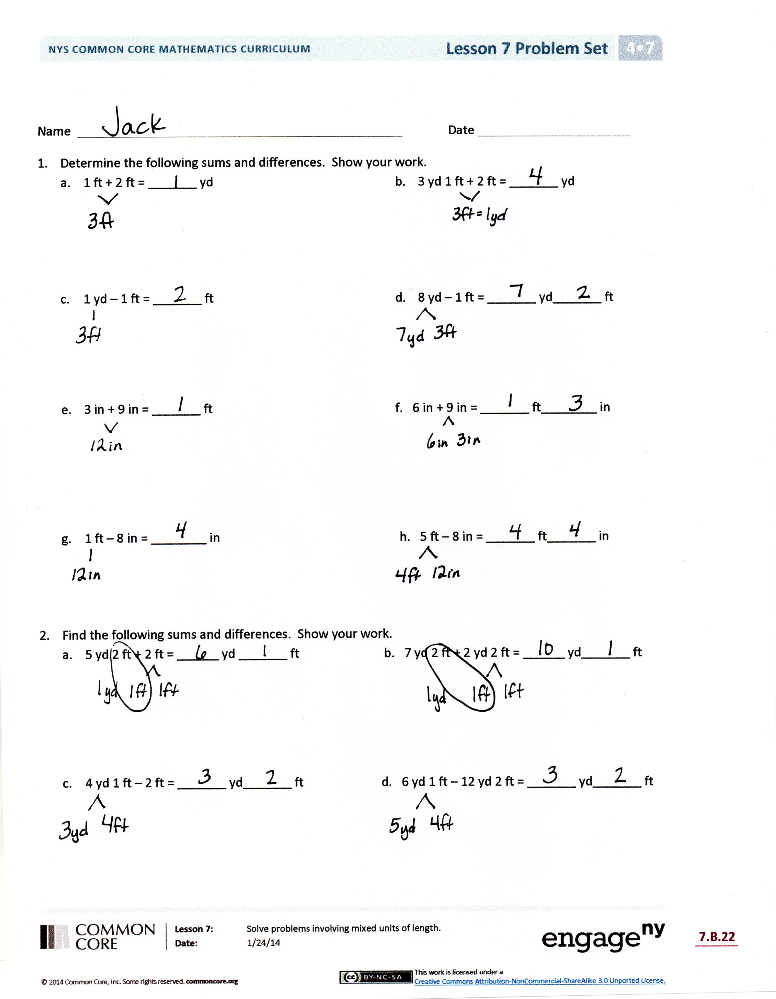 NYS COMMON CORE MATHEMATICS CURRICULUM Lesson 7 Problem Set 4•7
Name Jack Date
1. Determine the following sums and differences. Show your work.
a. 1 ft + 2 ft = 1 yd
3ft
b. 3 yd 1 ft + 2 ft = 4 yd
3ft = 1yd
c. 1 yd – 1 ft = 2 ft
3ft
d. 8 yd – 1 ft = 7 yd 2 ft
7yd 3ft
e. 3 in + 9 in = 1 ft
12in
f. 6 in + 9 in = 1 ft 3 in
6in 3in
g. 1 ft – 8 in = 4 in
12in
h. 5 ft – 8 in = 4 ft 4 in
4ft 12in
2. Find the following sums and differences. Show your work.
a. 5 yd 2 ft + 2 ft = 6 yd 1 ft
1yd 1ft 1ft
b. 7 yd 2 ft + 2 yd 2 ft = 10 yd 1 ft
1yd 1ft 1ft
c. 4 yd 1 ft – 2 ft = 3 yd 2 ft
3yd 4ft
d. 6 yd 1 ft – 12 yd 2 ft = 3 yd 2 ft
5yd 4ft
COMMON
CORE
Lesson 7: Solve problems involving mixed units of length.
Date: 1/24/14
engage ny
7.B.22
© 2014 Common Core, Inc. Some rights reserved. commoncore.org
cc BY-NC-SA
This work is licensed under a
Creative Commons Attribution-NonCommercial-ShareAlike 3.0 Unported License.